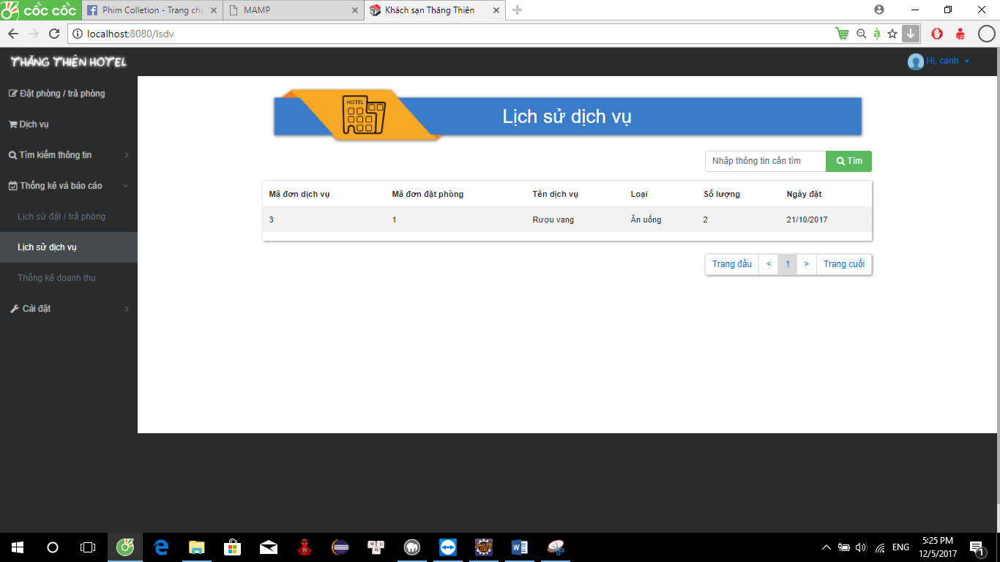 cốc cốc
Phim Colletion - Trang chủ
MAMP
Khách sạn Thăng Thiên
localhost:8080/lsdv
THĂNG THIÊN HOTEL
Hi, canh
Đặt phòng / trả phòng
Dịch vụ
Tìm kiếm thông tin
Thống kê và báo cáo
Lịch sử đặt / trả phòng
Lịch sử dịch vụ
Thống kê doanh thu
Cài đặt
HOTEL
Lịch sử dịch vụ
Nhập thông tin cần tìm
Tìm
Mã đơn dịch vụ Mã đơn đặt phòng Tên dịch vụ Loại Số lượng Ngày đặt
3 1 Rượu vang Ăn uống 2 21/10/2017
Trang đầu < 1 > Trang cuối
ENG
5:25 PM
12/5/2017
1